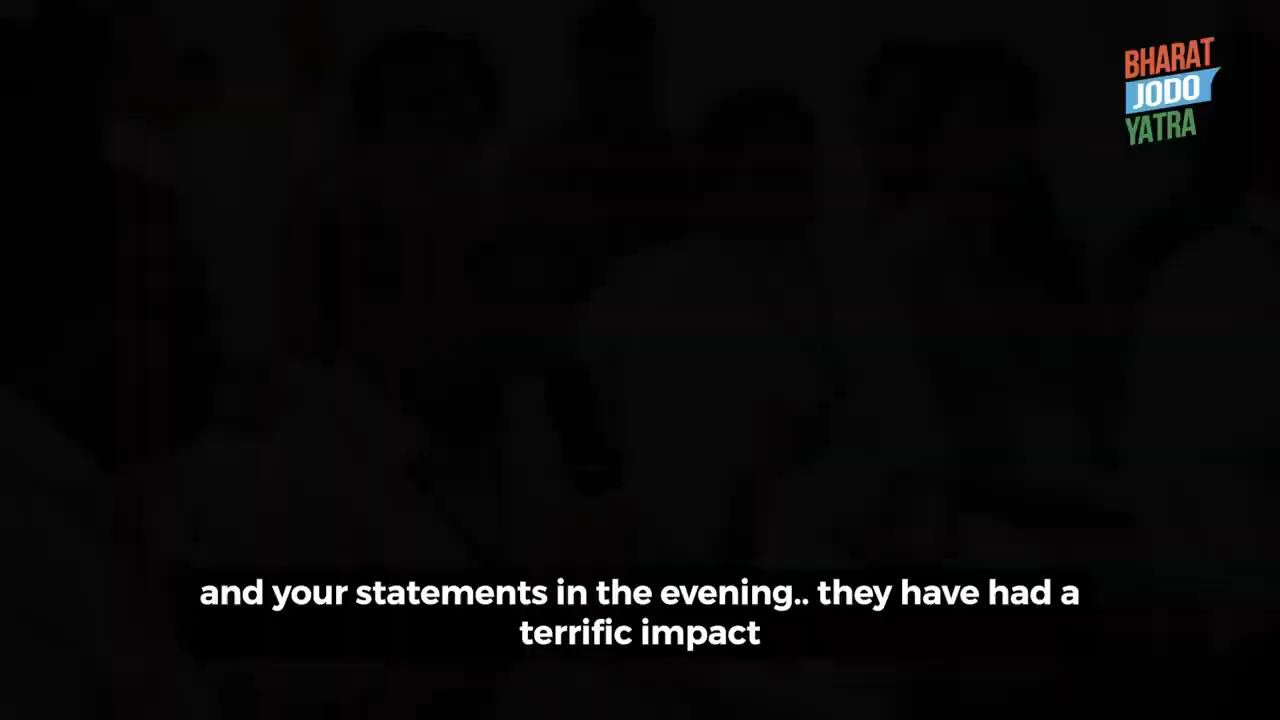 BHARAT
JODO
YATRA
and your statements in the evening.. they have had a
terrific impact